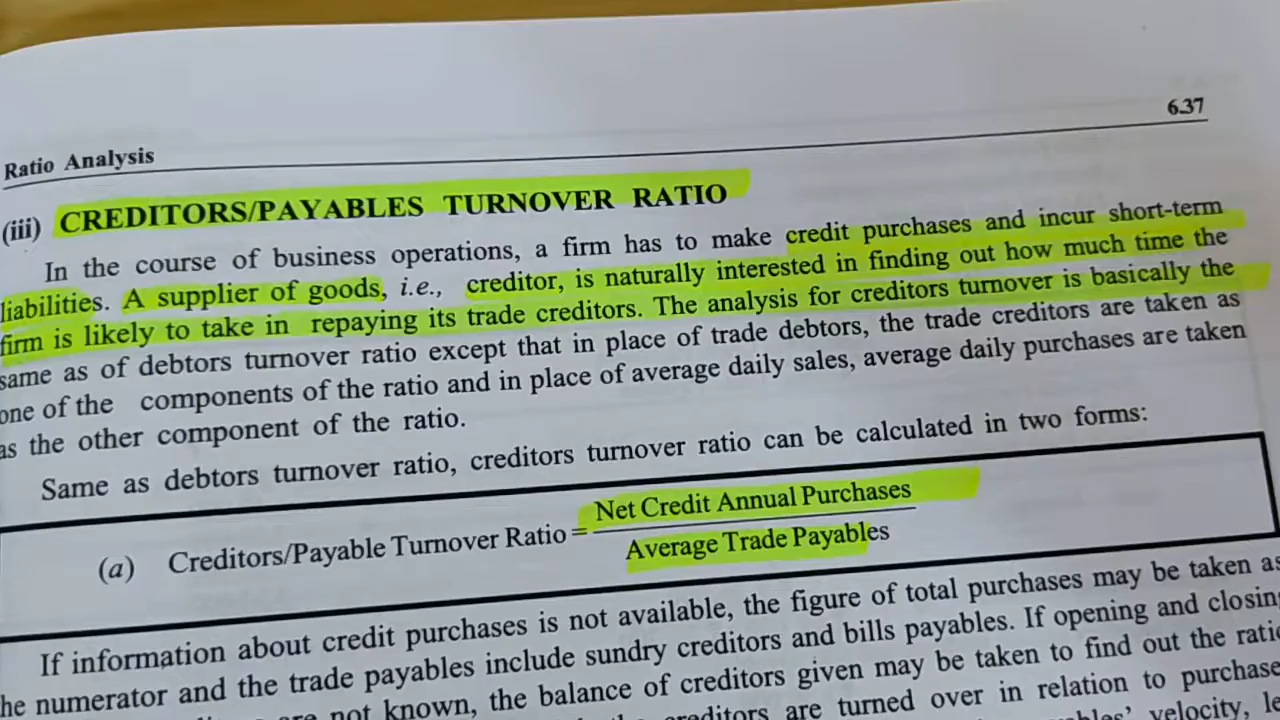 6.37
Ratio Analysis
(iii) CREDITORS/PAYABLES TURNOVER RATIO
In the course of business operations, a firm has to make credit purchases and incur short-term
liabilities. A supplier of goods, i.e., creditor, is naturally interested in finding out how much time the
firm is likely to take in repaying its trade creditors. The analysis for creditors turnover is basically the
same as of debtors turnover ratio except that in place of trade debtors, the trade creditors are taken as
one of the components of the ratio and in place of average daily sales, average daily purchases are taken
as the other component of the ratio.
Same as debtors turnover ratio, creditors turnover ratio can be calculated in two forms:
(a) Creditors/Payable Turnover Ratio = Net Credit Annual Purchases
Average Trade Payables
If information about credit purchases is not available, the figure of total purchases may be taken as
he numerator and the trade payables include sundry creditors and bills payables. If opening and closing
are not known, the balance of creditors given may be taken to find out the ratio
creditors are turned over in relation to purchase
velocity,